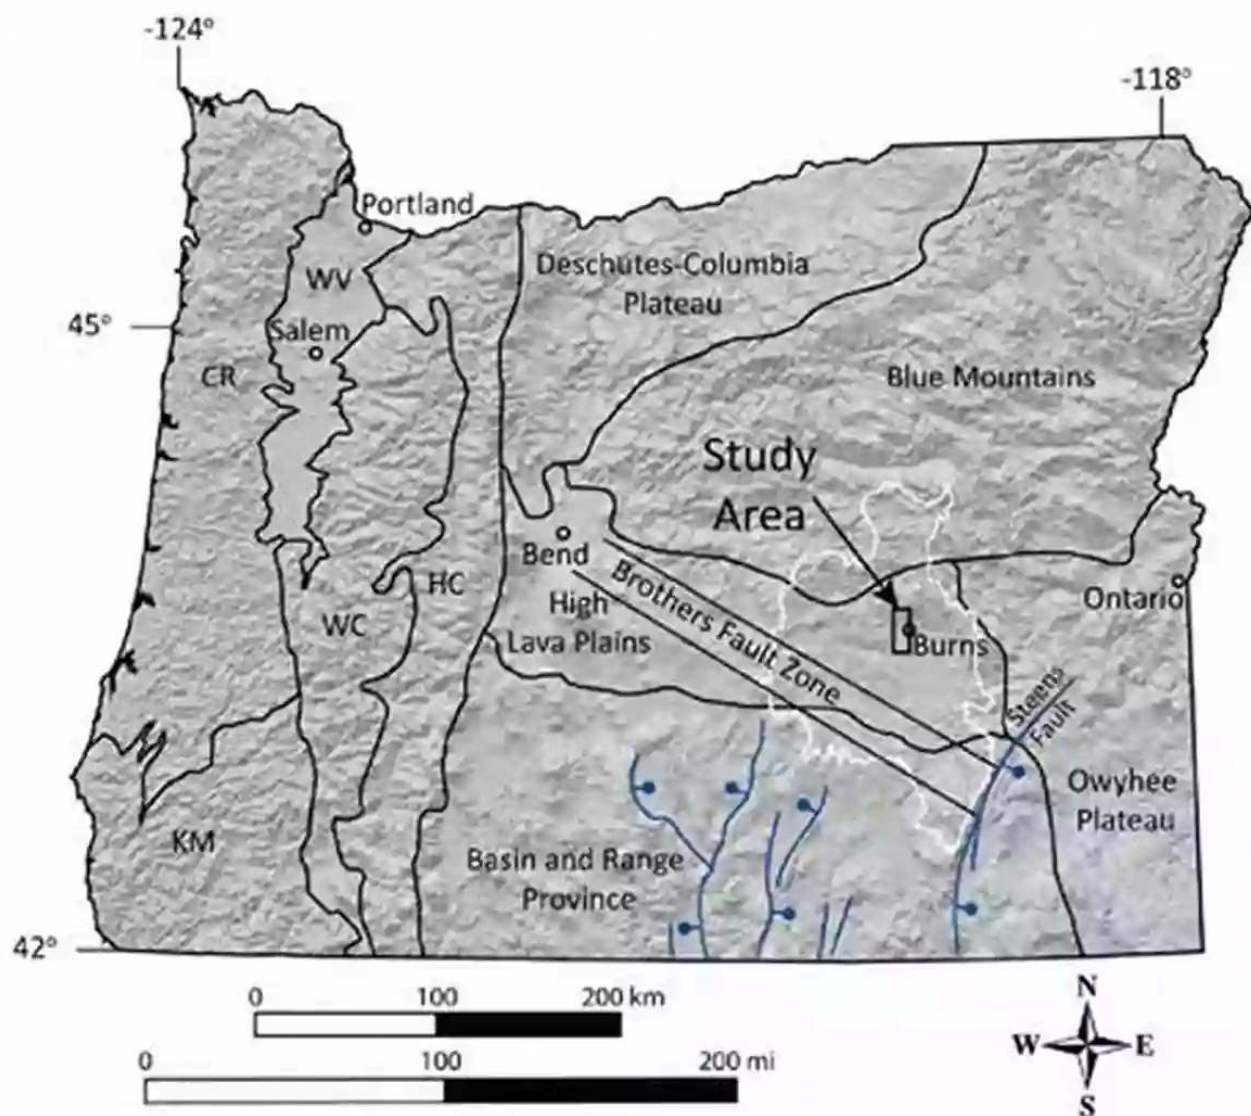 -124°
-118°
Portland
Deschutes-Columbia
Plateau
WV
45°
Salem
CR
Blue Mountains
Study
Area
Bend
Brothers Fault Zone
HC
High
Lava Plains
WC
Ontario
Burns
Steens
Fault
Owyhee
Plateau
KM
Basin and Range
Province
42°
0 100 200 km
0 100 200 mi
N
W E
S